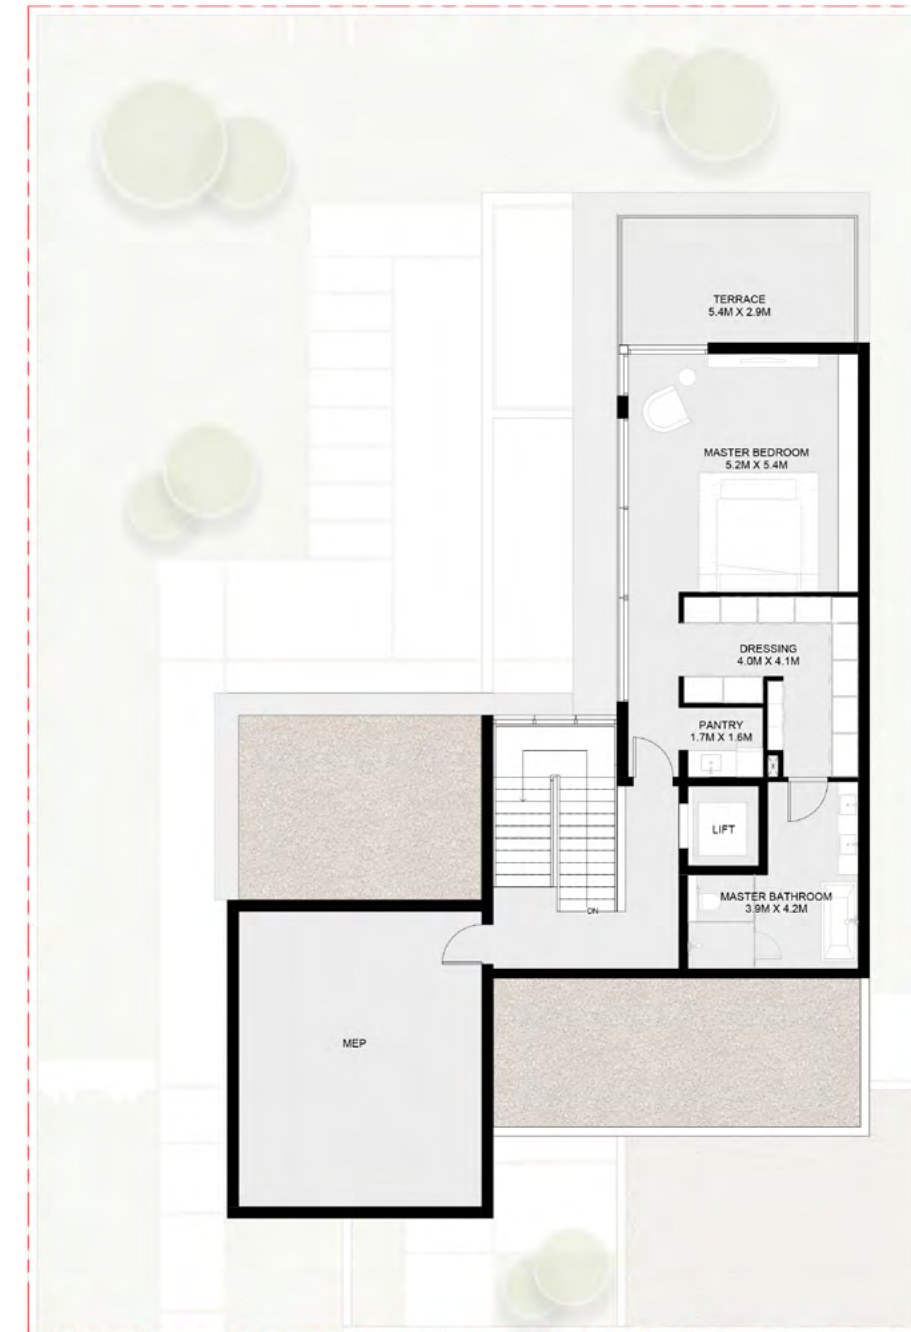 TERRACE
5.4M X 2.9M
MASTER BEDROOM
5.2M X 5.4M
DRESSING
4.0M X 4.1M
PANTRY
1.7M X 1.6M
LIFT
MASTER BATHROOM
3.9M X 4.2M
DN
MEP